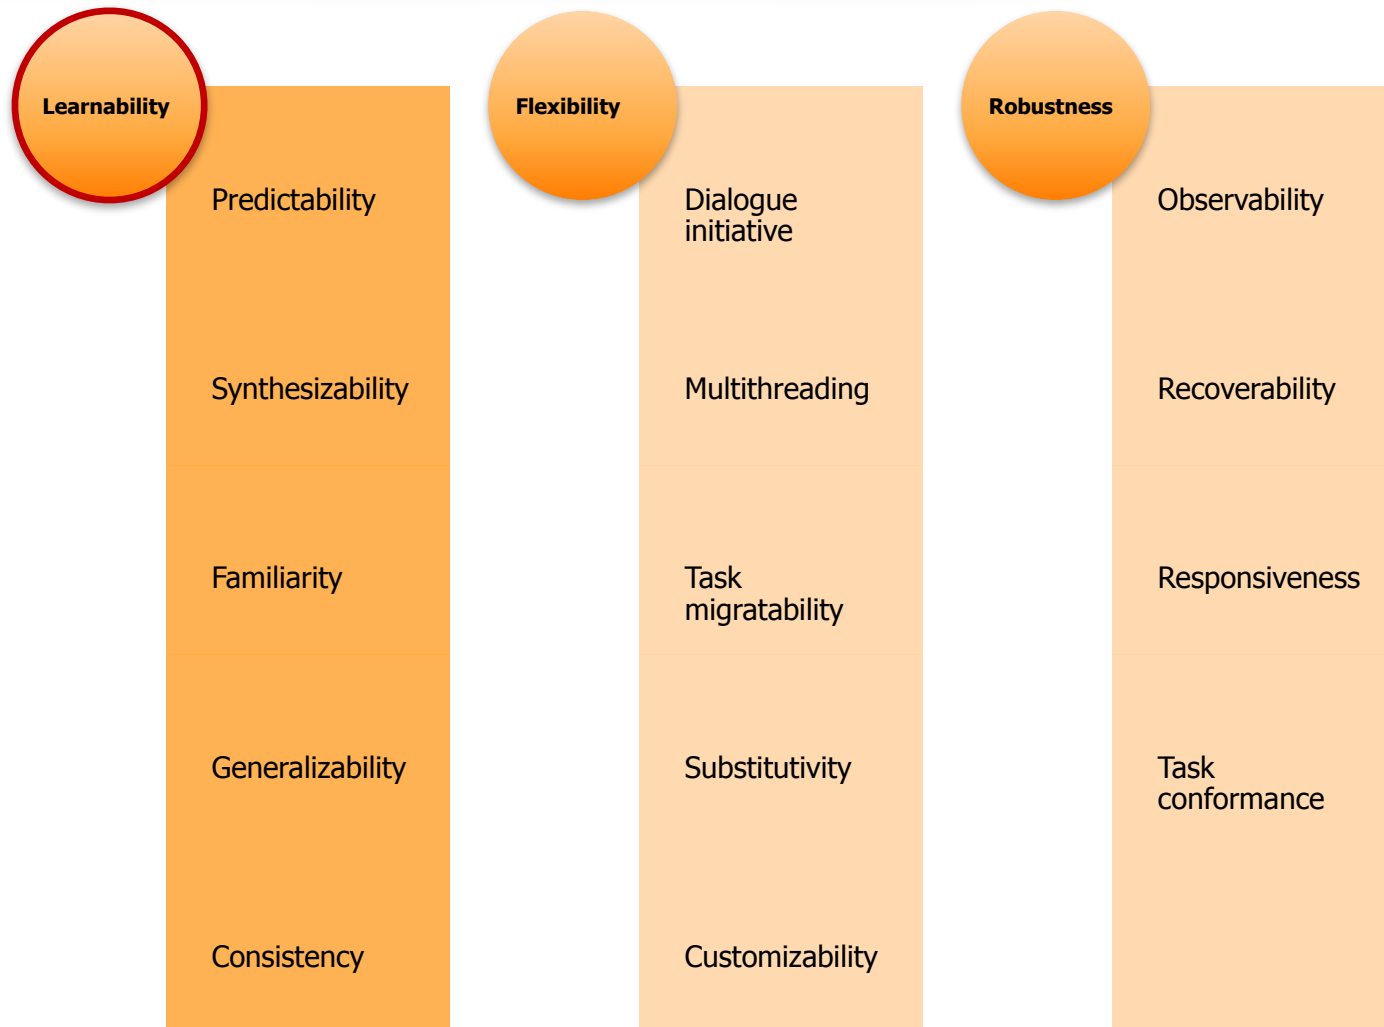 Learnability
Predictability
Synthesizability
Familiarity
Generalizability
Consistency
Flexibility
Dialogue
initiative
Multithreading
Task
migratability
Substitutivity
Customizability
Robustness
Observability
Recoverability
Responsiveness
Task
conformance